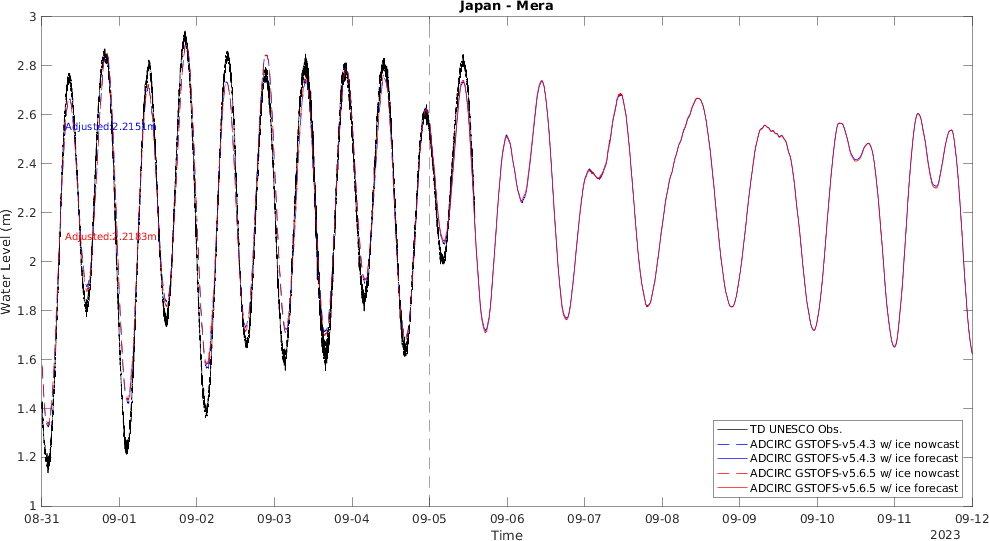 Japan - Mera
3
2.8
2.6
2.4
2.2
2
1.8
1.6
1.4
1.2
1
Water Level (m)
Adjusted:2.2151m
Adjusted:2.2183m
TD UNESCO Obs.
ADCIRC GSTOFS-v5.4.3 w/ ice nowcast
ADCIRC GSTOFS-v5.4.3 w/ ice forecast
ADCIRC GSTOFS-v5.6.5 w/ ice nowcast
ADCIRC GSTOFS-v5.6.5 w/ ice forecast
08-31 09-01 09-02 09-03 09-04 09-05 09-06 09-07 09-08 09-09 09-10 09-11 09-12
Time
2023